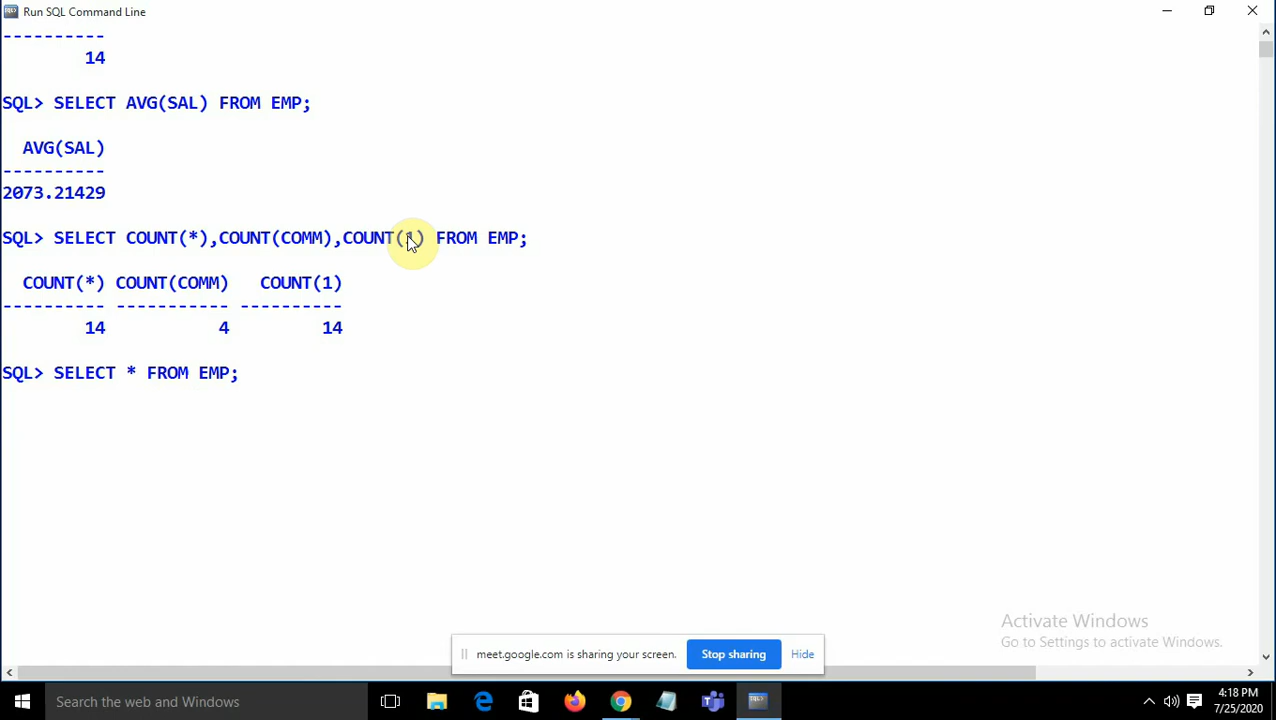 Run SQL Command Line
----------
14
SQL> SELECT AVG(SAL) FROM EMP;
AVG(SAL)
----------
2073.21429
SQL> SELECT COUNT(*),COUNT(COMM),COUNT(1) FROM EMP;
COUNT(*) COUNT(COMM) COUNT(1)
---------- ----------- ----------
14 4 14
SQL> SELECT * FROM EMP;
Activate Windows
Go to Settings to activate Windows.
meet.google.com is sharing your screen. Stop sharing Hide
Search the web and Windows
4:18 PM
7/25/2020